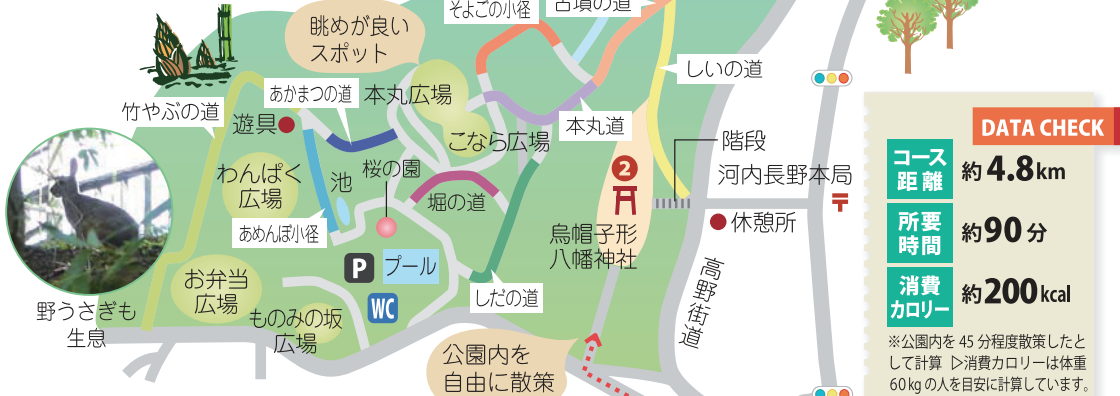 そよごの小径
古墳の道
眺めが良い
スポット
しいの道
竹やぶの道
あかまつの道
本丸広場
遊具
こなら広場
本丸道
階段
河内長野本局
わんぱく
広場
池
桜の園
堀の道
2
休憩所
あめんぼ小径
烏帽子形
八幡神社
P
プール
お弁当
広場
WC
しだの道
高野街道
野うさぎも
生息
ものみの坂
広場
公園内を
自由に散策
DATA CHECK
コース
距離
約4.8km
所要
時間
約90分
消費
カロリー
約200kcal
※公園内を45分程度散策したと
して計算 ▷消費カロリーは体重
60kgの人を目安に計算しています。